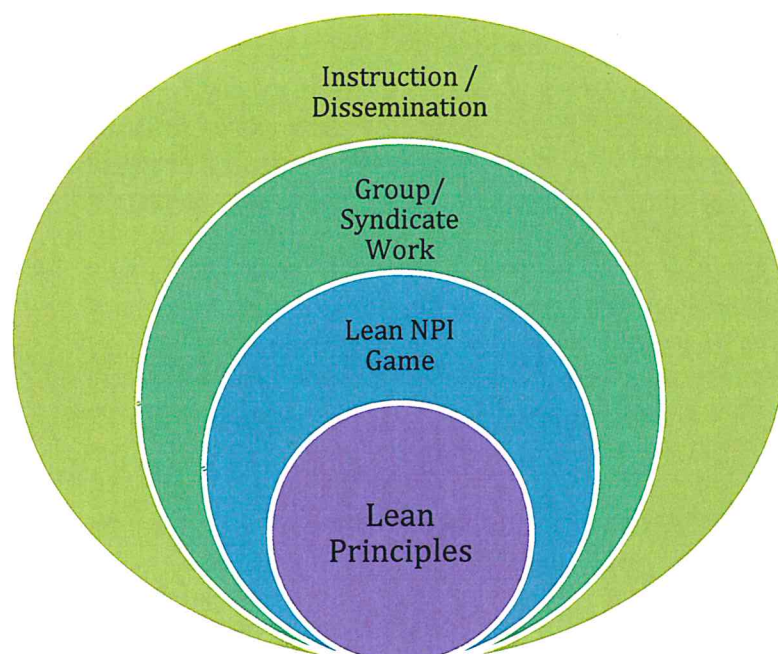 Instruction /
Dissemination
Group/
Syndicate
Work
Lean NPI
Game
Lean
Principles